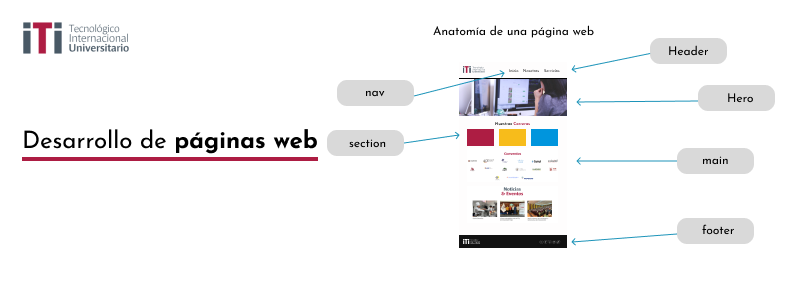 iTi Tecnológico
Internacional
Universitario
Desarrollo de páginas web
Anatomía de una página web
Header
nav
Hero
section
main
footer
Inicio Nosotros Servicios
Nuestras Carreras
Convenios
Noticias
& Eventos